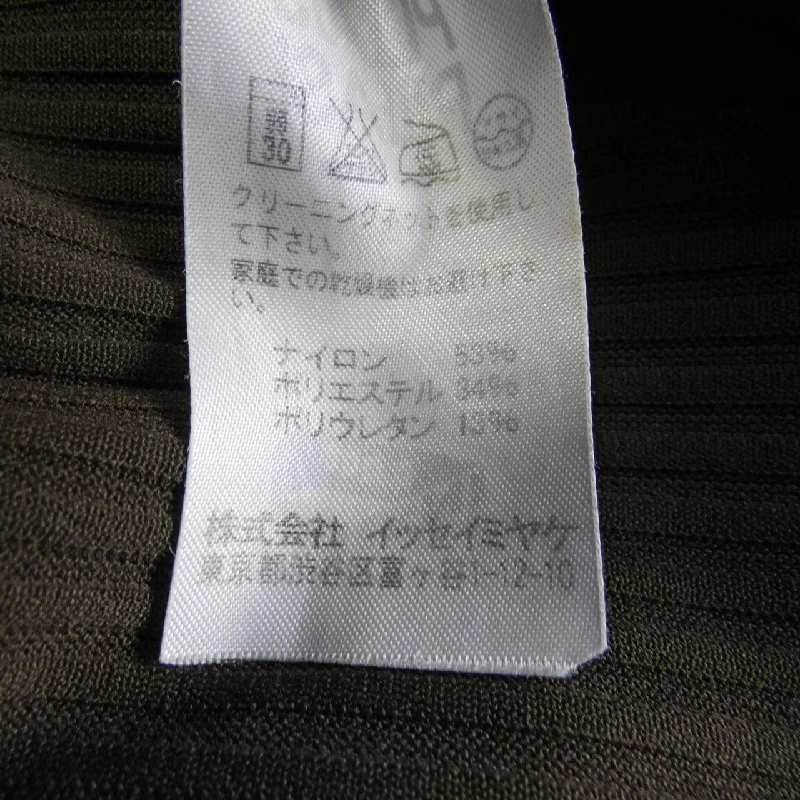 弱
30
クリーニングネットを使用し
て下さい。
家庭での乾燥機はお避け下さ
い。
ナイロン 53%
ポリエステル 34%
ポリウレタン 13%
株式会社 イッセイミヤケ
東京都渋谷区富ヶ谷1-12-10